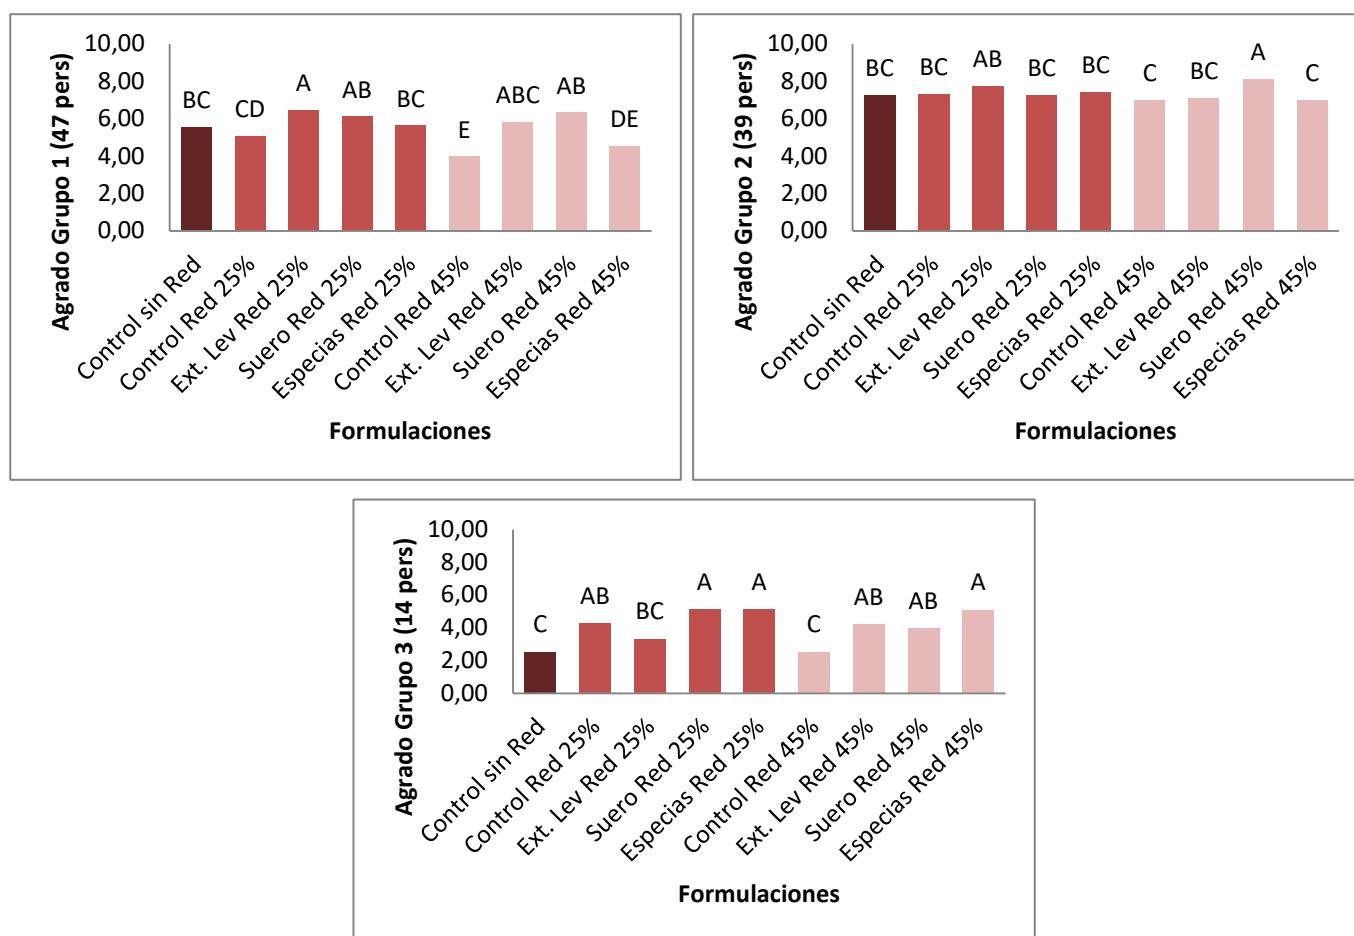 Agrado Grupo 1 (47 pers)
10,00
8,00
6,00
4,00
2,00
0,00
BC
CD
A
AB
BC
E
ABC
AB
DE
Control sin Red
Control Red 25%
Ext. Lev Red 25%
Suero Red 25%
Especias Red 25%
Control Red 45%
Ext. Lev Red 45%
Suero Red 45%
Especias Red 45%
Formulaciones
Agrado Grupo 2 (39 pers)
10,00
8,00
6,00
4,00
2,00
0,00
BC
BC
AB
BC
BC
C
BC
A
C
Control sin Red
Control Red 25%
Ext. Lev Red 25%
Suero Red 25%
Especias Red 25%
Control Red 45%
Ext. Lev Red 45%
Suero Red 45%
Especias Red 45%
Formulaciones
Agrado Grupo 3 (14 pers)
10,00
8,00
6,00
4,00
2,00
0,00
C
AB
BC
A
A
C
AB
AB
A
Control sin Red
Control Red 25%
Ext. Lev Red 25%
Suero Red 25%
Especias Red 25%
Control Red 45%
Ext. Lev Red 45%
Suero Red 45%
Especias Red 45%
Formulaciones